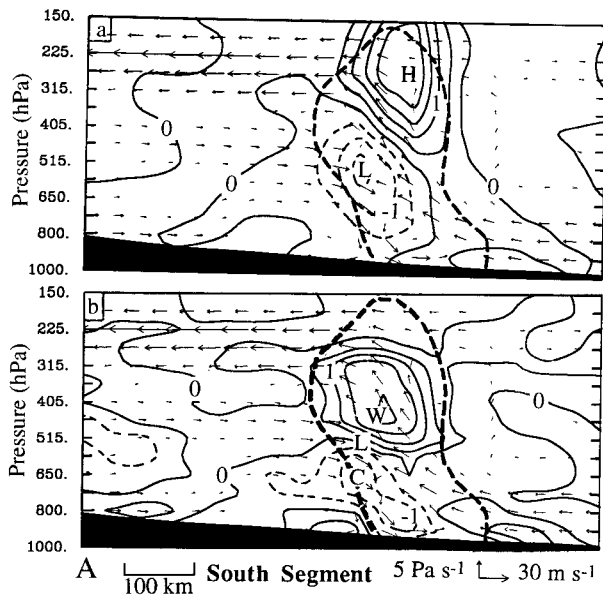 a
150.
225.
315.
405.
515.
650.
800.
1000.
Pressure (hPa)
H
1
0
0
0
L
-1
b
150.
225.
315.
405.
515.
650.
800.
1000.
Pressure (hPa)
1
0
W
0
L
0
C
-1
A
100 km
South Segment
5 Pa s-1
30 m s-1